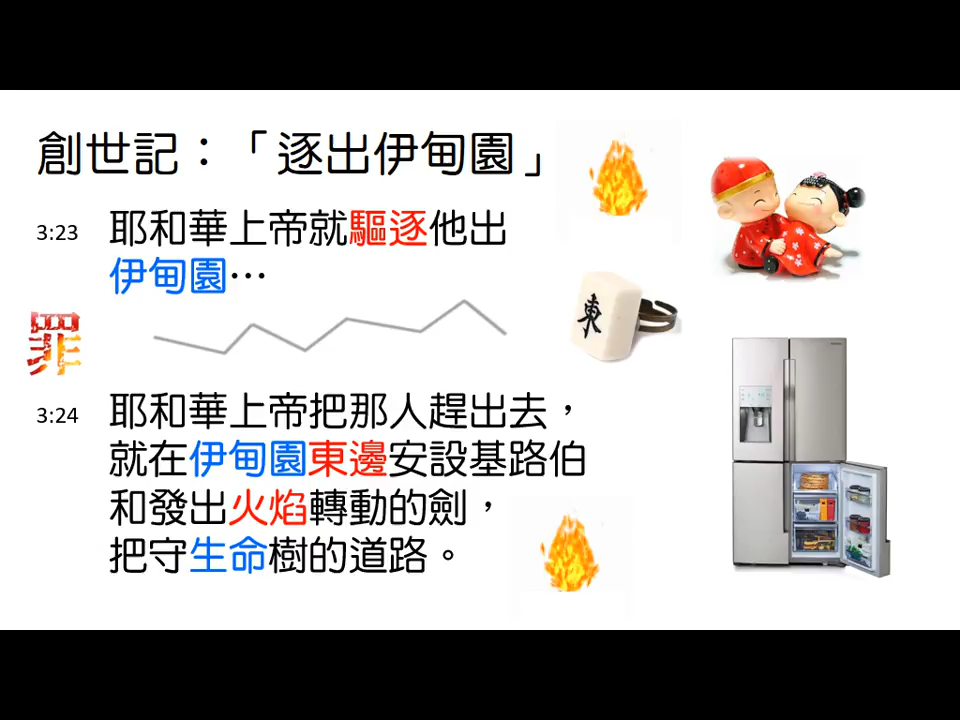 創世記：「逐出伊甸園」
3:23 耶和華上帝就驅逐他出
伊甸園…
罪
3:24 耶和華上帝把那人趕出去，
就在伊甸園東邊安設基路伯
和發出火焰轉動的劍，
把守生命樹的道路。
東